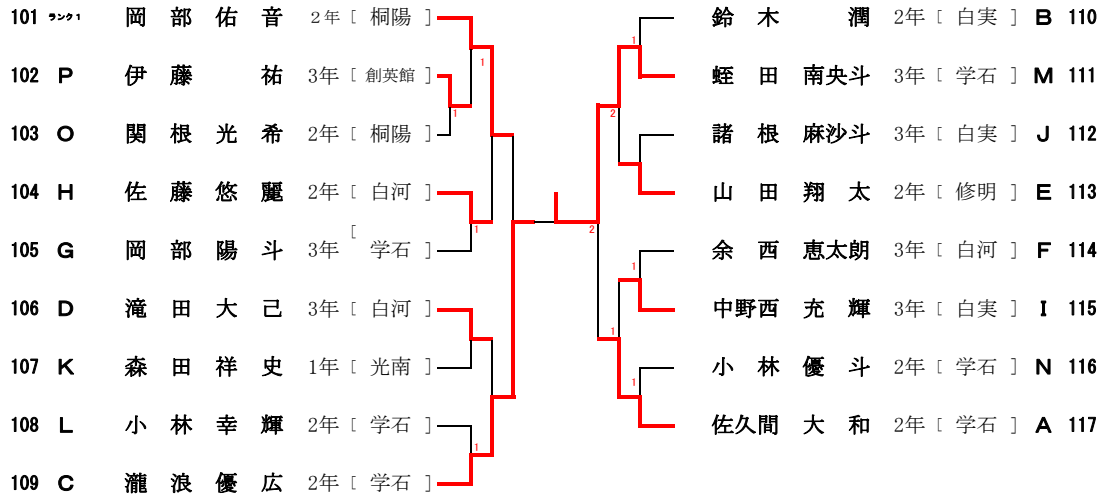 101 ランク1 岡部佑音 2年 [ 桐陽 ]
102 P 伊藤祐 3年 [ 創英館 ]
103 O 関根光希 2年 [ 桐陽 ]
104 H 佐藤悠麗 2年 [ 白河 ]
105 G 岡部陽斗 3年 [ 学石 ]
106 D 滝田大己 3年 [ 白河 ]
107 K 森田祥史 1年 [ 光南 ]
108 L 小林幸輝 2年 [ 学石 ]
109 C 瀧浪優広 2年 [ 学石 ]
1
1
1
1
鈴木潤 2年 [ 白実 ] B 110
蛭田南央斗 3年 [ 学石 ] M 111
諸根麻沙斗 3年 [ 白実 ] J 112
山田翔太 2年 [ 修明 ] E 113
余西恵太朗 3年 [ 白河 ] F 114
中野西充輝 3年 [ 白実 ] I 115
小林優斗 2年 [ 学石 ] N 116
佐久間大和 2年 [ 学石 ] A 117
1
2
2
1
1
1